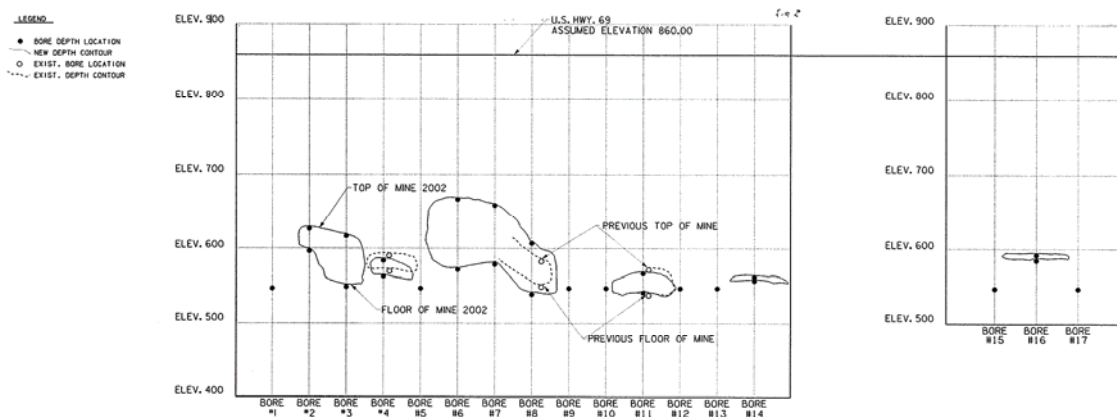 LEGEND
BORE DEPTH LOCATION
NEW DEPTH CONTOUR
EXIST. BORE LOCATION
EXIST. DEPTH CONTOUR
fig 2
U.S. HWY. 69
ASSUMED ELEVATION 860.00
ELEV. 900
ELEV. 800
ELEV. 700
ELEV. 600
ELEV. 500
ELEV. 400
TOP OF MINE 2002
FLOOR OF MINE 2002
PREVIOUS TOP OF MINE
PREVIOUS FLOOR OF MINE
BORE BORE BORE BORE BORE BORE BORE BORE BORE BORE BORE BORE BORE BORE
#1 #2 #3 #4 #5 #6 #7 #8 #9 #10 #11 #12 #13 #14
ELEV. 900
ELEV. 800
ELEV. 700
ELEV. 600
ELEV. 500
BORE BORE BORE
#15 #16 #17